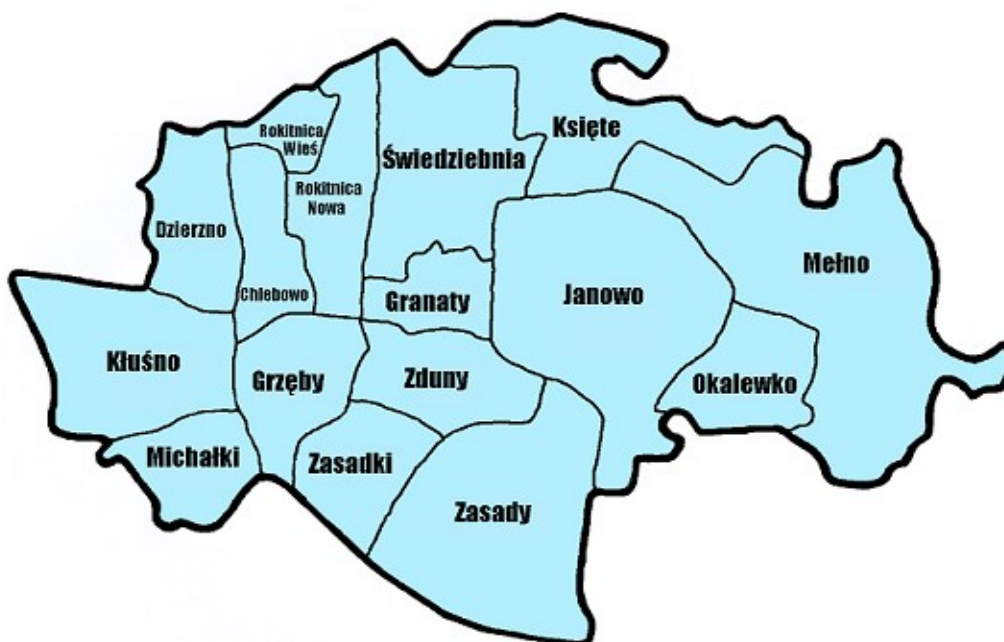 Księte
Rokitnica
Wieś
Świedziebnia
Rokitnica
Nowa
Dzierzno
Mełno
Chlebowo
Granaty
Janowo
Kłuśno
Grzęby
Zduny
Okalewko
Michałki
Zasadki
Zasady